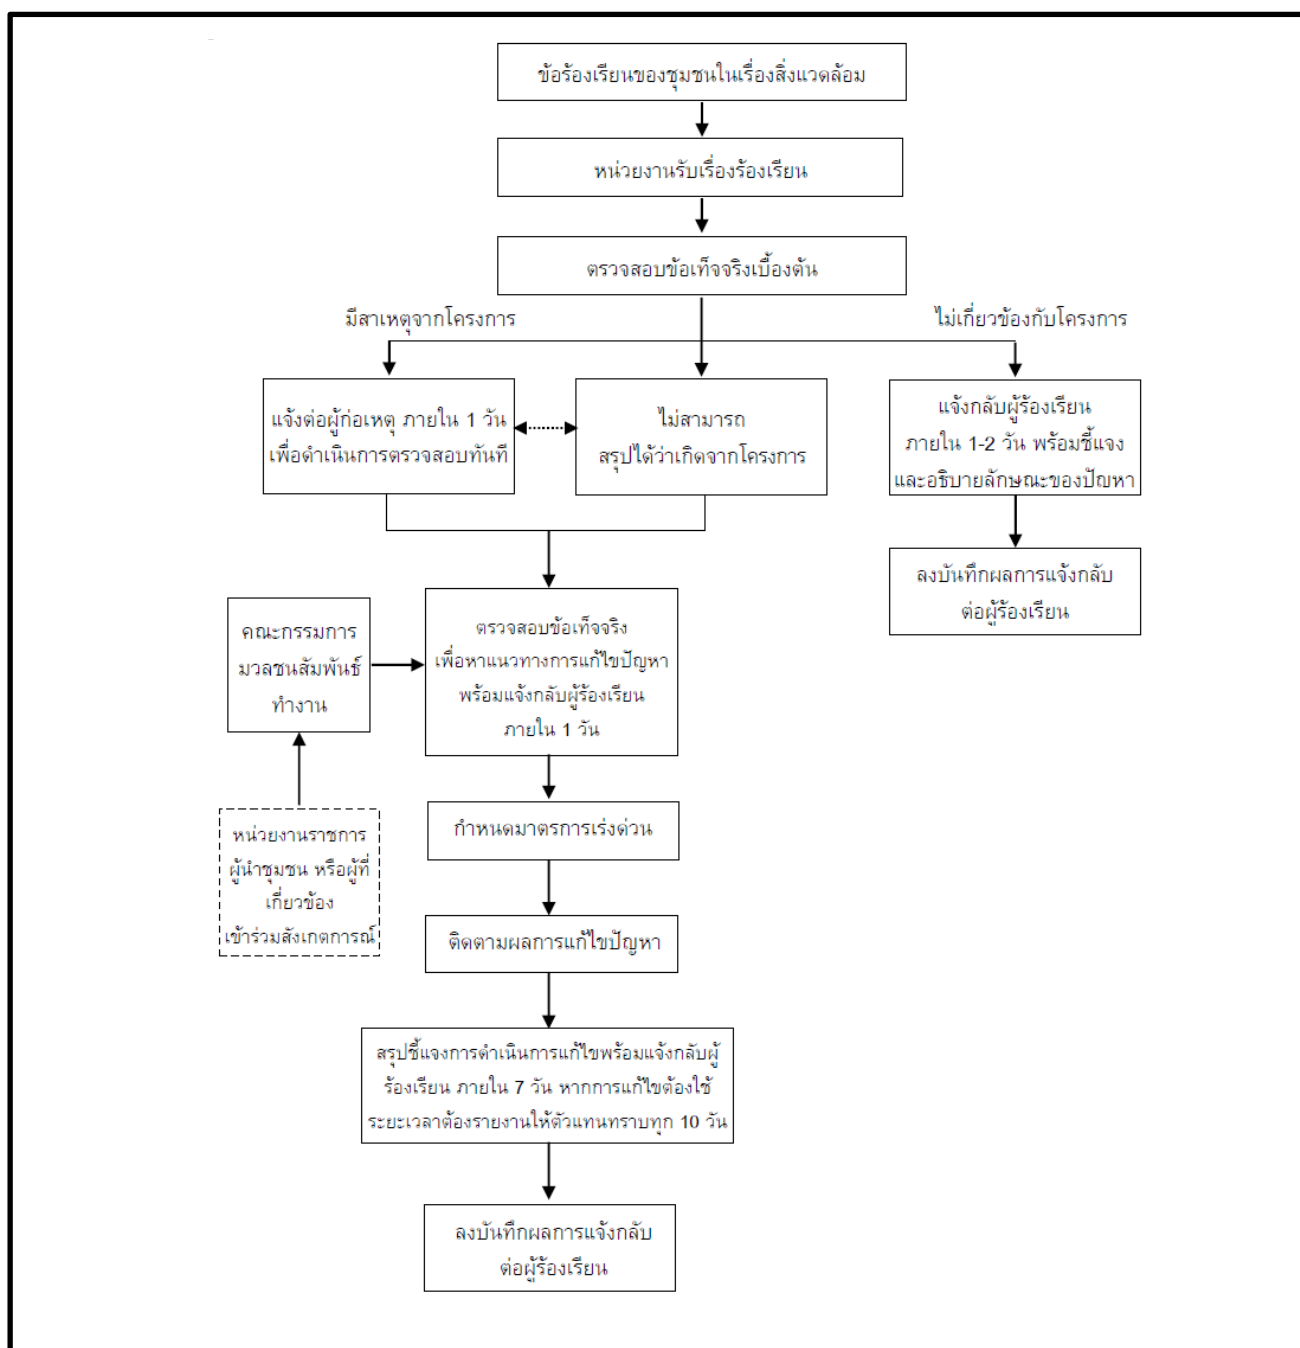 ข้อร้องเรียนของชุมชนในเรื่องสิ่งแวดล้อม
หน่วยงานรับเรื่องร้องเรียน
ตรวจสอบข้อเท็จจริงเบื้องต้น
มีสาเหตุจากโครงการ
ไม่เกี่ยวข้องกับโครงการ
แจ้งต่อผู้ก่อเหตุ ภายใน 1 วัน
เพื่อดำเนินการตรวจสอบทันที
ไม่สามารถ
สรุปได้ว่าเกิดจากโครงการ
แจ้งกลับผู้ร้องเรียน
ภายใน 1-2 วัน พร้อมชี้แจง
และอธิบายลักษณะของปัญหา
ลงบันทึกผลการแจ้งกลับ
ต่อผู้ร้องเรียน
คณะกรรมการ
มวลชนสัมพันธ์
ทำงาน
ตรวจสอบข้อเท็จจริง
เพื่อหาแนวทางการแก้ไขปัญหา
พร้อมแจ้งกลับผู้ร้องเรียน
ภายใน 1 วัน
หน่วยงานราชการ
ผู้นำชุมชน หรือผู้ที่
เกี่ยวข้อง
เข้าร่วมสังเกตการณ์
กำหนดมาตรการเร่งด่วน
ติดตามผลการแก้ไขปัญหา
สรุปชี้แจงการดำเนินการแก้ไขพร้อมแจ้งกลับผู้
ร้องเรียน ภายใน 7 วัน หากการแก้ไขต้องใช้
ระยะเวลาต้องรายงานให้ตัวแทนทราบทุก 10 วัน
ลงบันทึกผลการแจ้งกลับ
ต่อผู้ร้องเรียน